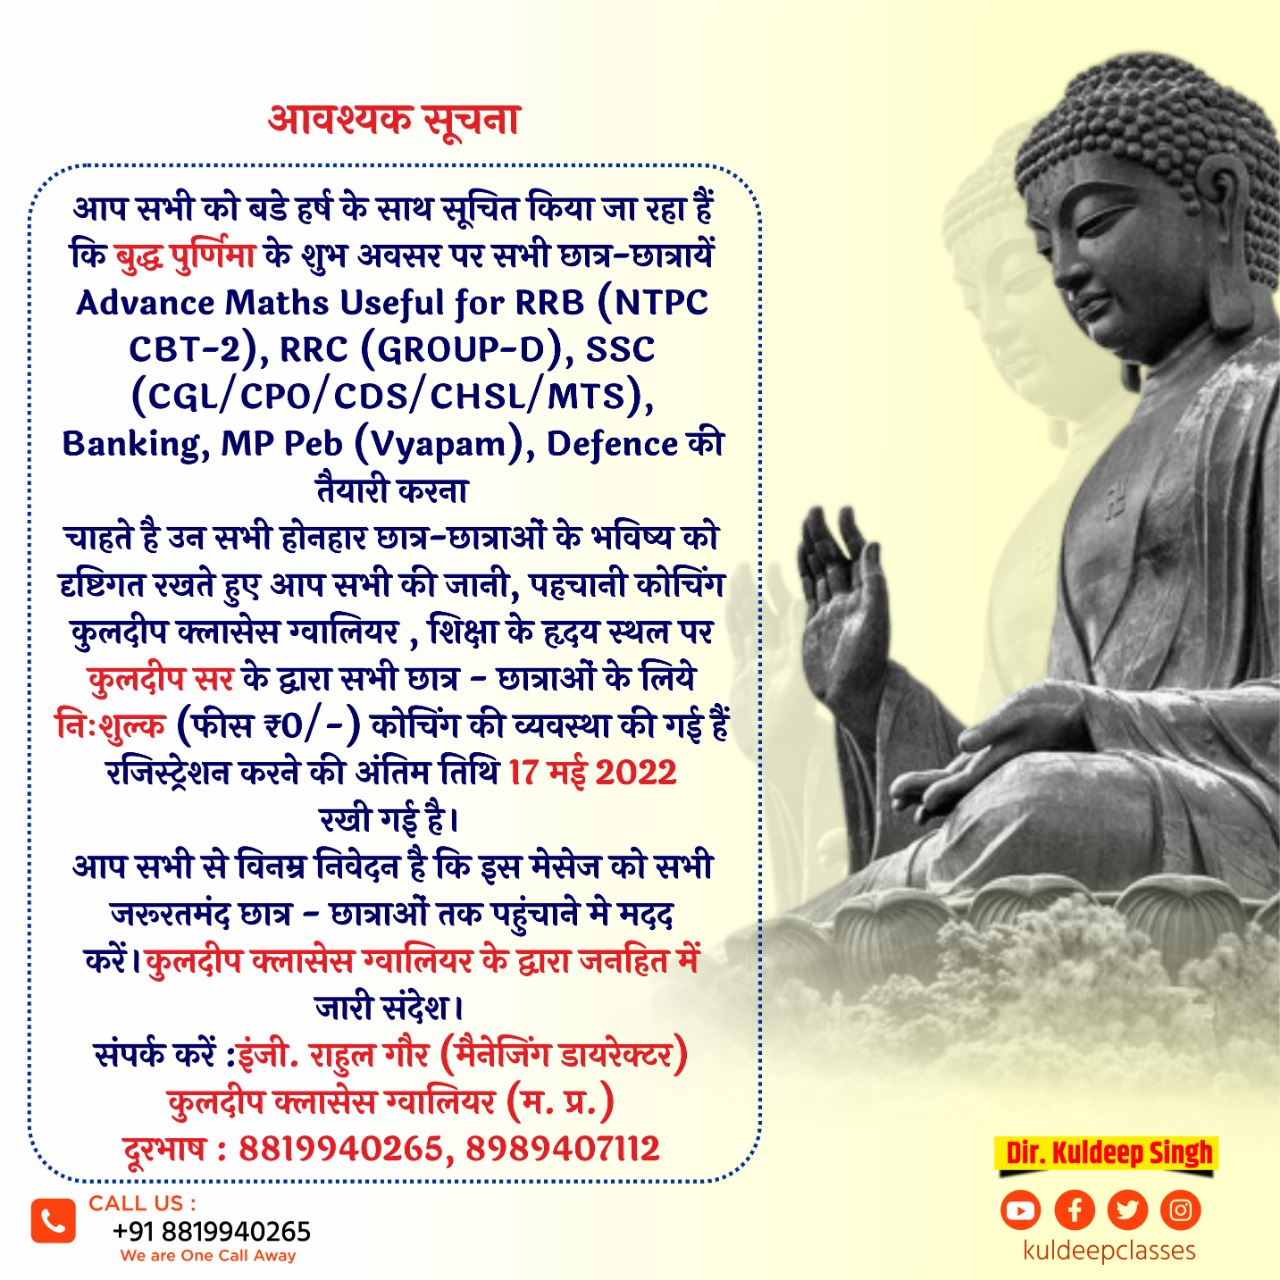 आवश्यक सूचना
आप सभी को बडे हर्ष के साथ सूचित किया जा रहा हैं
कि बुद्ध पुर्णिमा के शुभ अवसर पर सभी छात्र-छात्रायें
Advance Maths Useful for RRB (NTPC
CBT-2), RRC (GROUP-D), SSC
(CGL/CPO/CDS/CHSL/MTS),
Banking, MP Peb (Vyapam), Defence की
तैयारी करना
चाहते है उन सभी होनहार छात्र-छात्राओं के भविष्य को
दृष्टिगत रखते हुए आप सभी की जानी, पहचानी कोचिंग
कुलदीप क्लासेस ग्वालियर , शिक्षा के हृदय स्थल पर
कुलदीप सर के द्वारा सभी छात्र - छात्राओं के लिये
निःशुल्क (फीस ₹0/-) कोचिंग की व्यवस्था की गई हैं
रजिस्ट्रेशन करने की अंतिम तिथि 17 मई 2022
रखी गई है।
आप सभी से विनम्र निवेदन है कि इस मेसेज को सभी
जरूरतमंद छात्र - छात्राओं तक पहुंचाने मे मदद
करें। कुलदीप क्लासेस ग्वालियर के द्वारा जनहित में
जारी संदेश।
संपर्क करें :इंजी. राहुल गौर (मैनेजिंग डायरेक्टर)
कुलदीप क्लासेस ग्वालियर (म. प्र.)
दूरभाष : 8819940265, 8989407112
CALL US :
+91 8819940265
We are One Call Away
Dir. Kuldeep Singh
kuldeepclasses